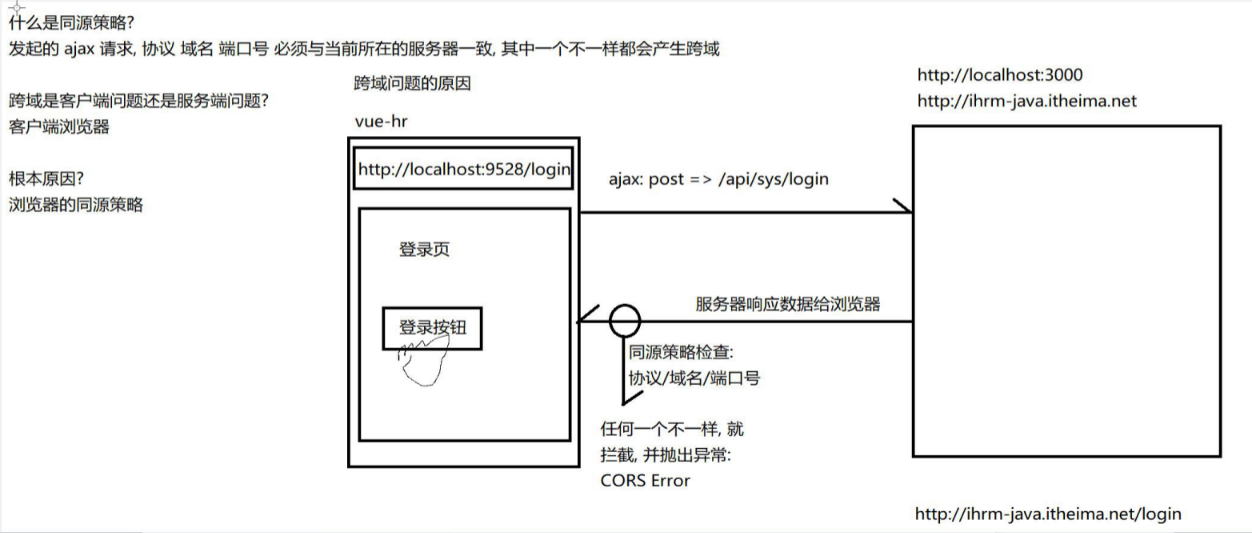 什么是同源策略?
发起的 ajax 请求, 协议 域名 端口号 必须与当前所在的服务器一致, 其中一个不一样都会产生跨域
跨域是客户端问题还是服务端问题?
客户端浏览器
根本原因?
浏览器的同源策略
跨域问题的原因
vue-hr
http://localhost:9528/login
登录页
登录按钮
ajax: post => /api/sys/login
服务器响应数据给浏览器
同源策略检查:
协议/域名/端口号
任何一个不一样, 就
拦截, 并抛出异常:
CORS Error
http://localhost:3000
http://ihrm-java.itheima.net
http://ihrm-java.itheima.net/login